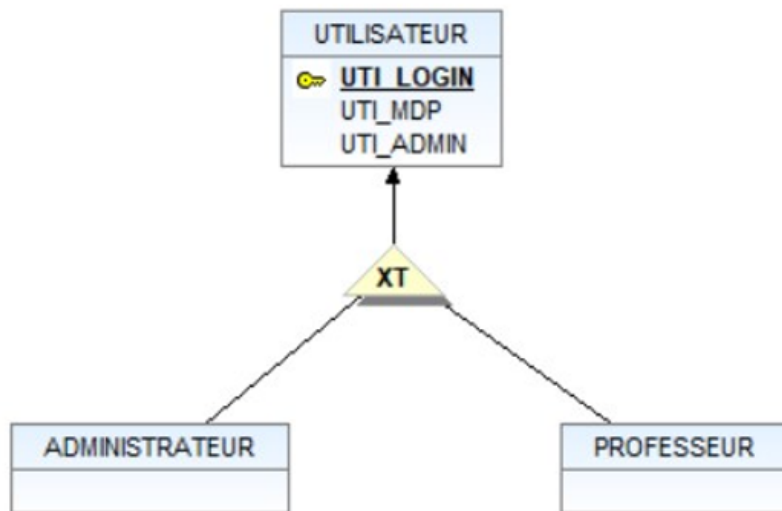 UTILISATEUR
UTI_LOGIN
UTI_MDP
UTI_ADMIN
XT
ADMINISTRATEUR
PROFESSEUR